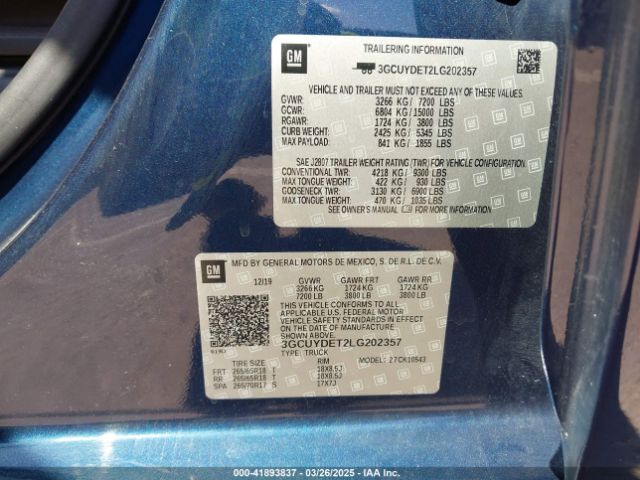 GM
TRAILERING INFORMATION
3GCUYDET2LG202357
VEHICLE AND TRAILER MUST NOT EXCEED ANY OF THESE VALUES.
GVWR: 3266 KG/ 7200 LBS
GCWR: 6804 KG/ 15000 LBS
RGAWR: 1724 KG/ 3800 LBS
CURB WEIGHT: 2425 KG/ 5345 LBS
MAX PAYLOAD: 841 KG/ 1855 LBS
SAE J2807 TRAILER WEIGHT RATING (TWR) FOR VEHICLE CONFIGURATION.
CONVENTIONAL TWR: 4218 KG/ 9300 LBS
MAX TONGUE WEIGHT: 422 KG/ 930 LBS
GOOSENECK TWR: 3130 KG/ 6900 LBS
MAX TONGUE WEIGHT: 470 KG/ 1035 LBS
SEE OWNER'S MANUAL FOR MORE INFORMATION
GM
MFD BY GENERAL MOTORS DE MEXICO, S. DE R.L. DE C.V.
12/19 GVWR GAWR FRT GAWR RR
3266 KG 1724 KG 1724 KG
7200 LB 3800 LB 3800 LB
THIS VEHICLE CONFORMS TO ALL
APPLICABLE U.S. FEDERAL MOTOR
VEHICLE SAFETY STANDARDS IN
EFFECT ON THE DATE OF MANUFACTURE
SHOWN ABOVE.
3GCUYDET2LG202357
TYPE: TRUCK MODEL: 27CK10543
TIRE SIZE RIM
FRT 265/65R18 T 18X8.5J
RR 265/65R18 T 18X8.5J
SPA 265/70R17 S 17X7J
00-41893837 - 03/26/2025 - IAA Inc.